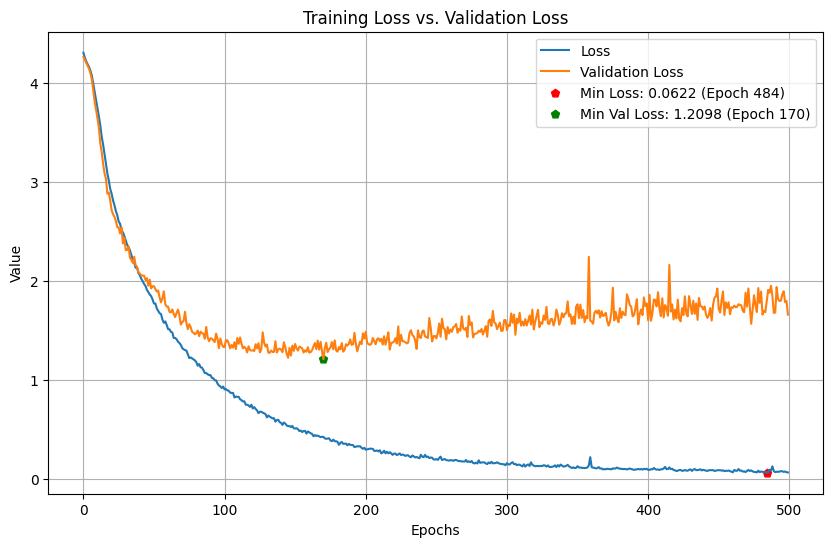 Training Loss vs. Validation Loss
Loss
Validation Loss
Min Loss: 0.0622 (Epoch 484)
Min Val Loss: 1.2098 (Epoch 170)
Value
4
3
2
1
0
0 100 200 300 400 500
Epochs